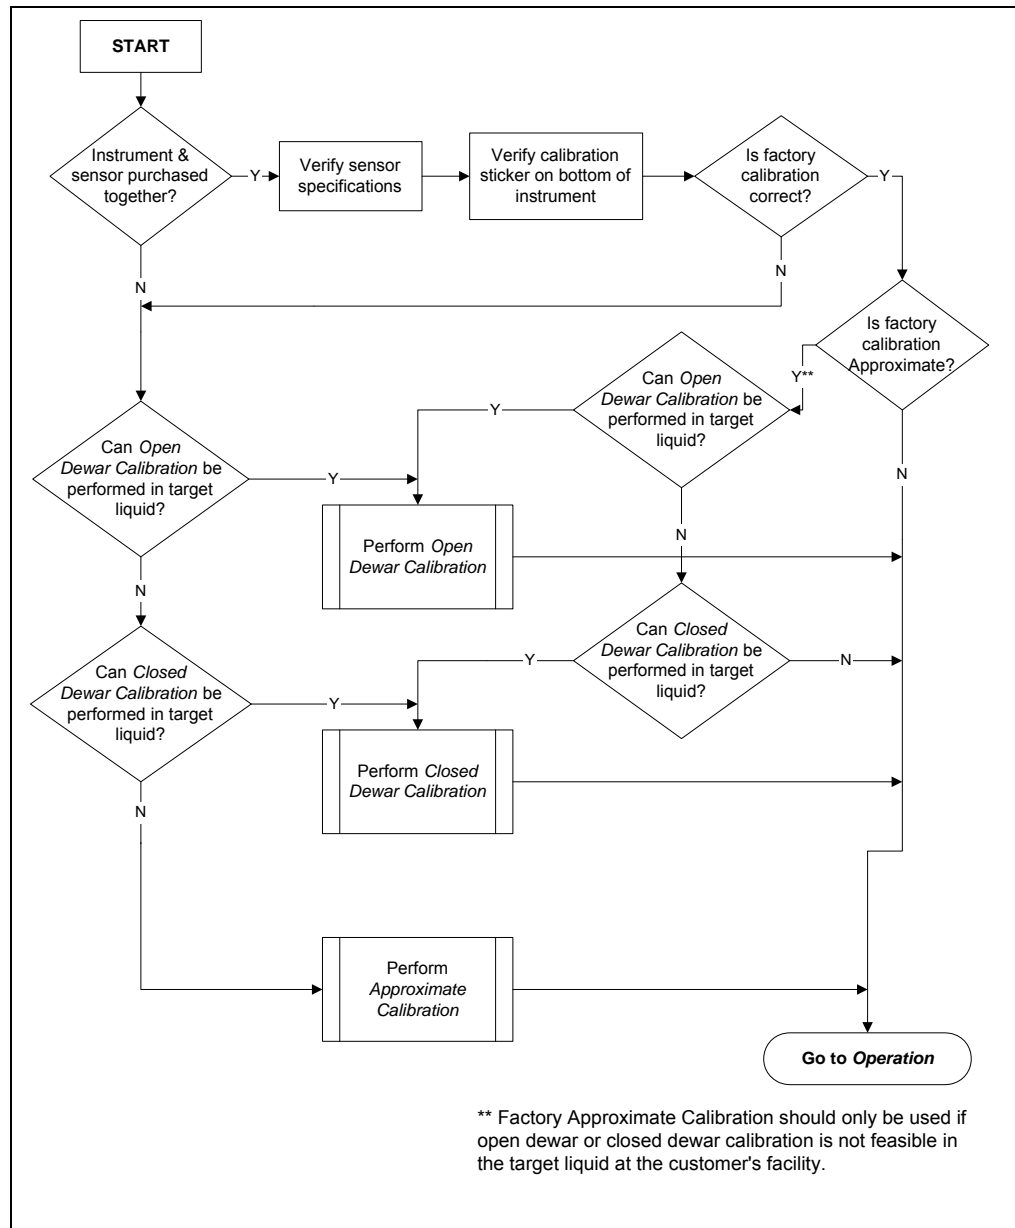 START
Instrument &
sensor purchased
together?
Y
Verify sensor
specifications
Verify calibration
sticker on bottom of
instrument
Is factory
calibration
correct?
Y
N
N
Is factory
calibration
Approximate?
Y**
Can Open
Dewar Calibration be
performed in target
liquid?
Y
N
N
Can Open
Dewar Calibration be
performed in target
liquid?
Y
N
Perform Open
Dewar Calibration
Can Closed
Dewar Calibration be
performed in target
liquid?
Y
N
Can Closed
Dewar Calibration be
performed in target
liquid?
Y
N
Perform Closed
Dewar Calibration
Perform
Approximate
Calibration
Go to Operation
** Factory Approximate Calibration should only be used if
open dewar or closed dewar calibration is not feasible in
the target liquid at the customer's facility.